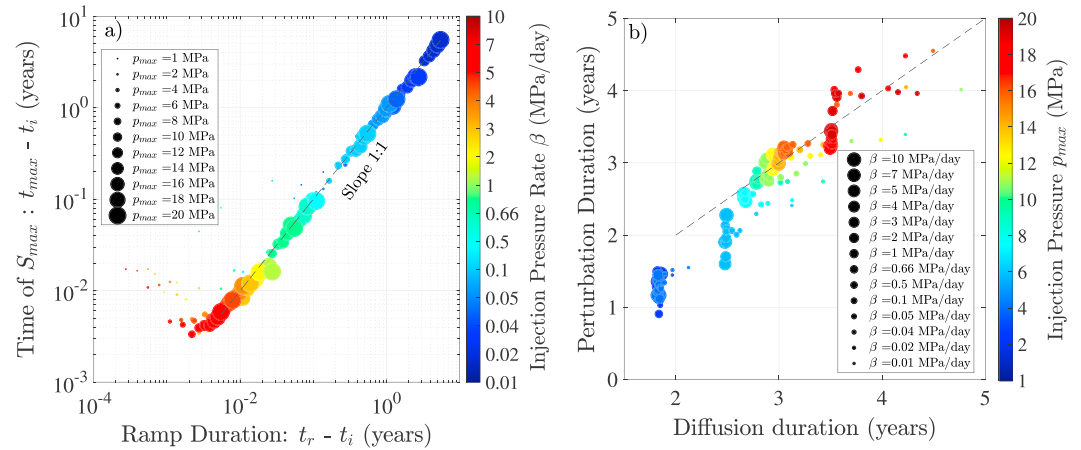 a)
Time of S_max : t_max - t_i (years)
10^1
10^0
10^-1
10^-2
10^-3
p_max =1 MPa
p_max =2 MPa
p_max =4 MPa
p_max =6 MPa
p_max =8 MPa
p_max =10 MPa
p_max =12 MPa
p_max =14 MPa
p_max =16 MPa
p_max =18 MPa
p_max =20 MPa
Slope 1:1
10^-4
10^-2
10^0
Ramp Duration: t_r - t_i (years)
10
7
5
4
3
2
1
0.66
0.5
0.1
0.05
0.04
0.02
0.01
Injection Pressure Rate β (MPa/day)
b)
Perturbation Duration (years)
5
4
3
2
1
0
β =10 MPa/day
β =7 MPa/day
β =5 MPa/day
β =4 MPa/day
β =3 MPa/day
β =2 MPa/day
β =1 MPa/day
β =0.66 MPa/day
β =0.5 MPa/day
β =0.1 MPa/day
β =0.05 MPa/day
β =0.04 MPa/day
β =0.02 MPa/day
β =0.01 MPa/day
2
3
4
5
Diffusion duration (years)
20
18
16
14
12
10
8
6
4
2
1
Injection Pressure p_max (MPa)